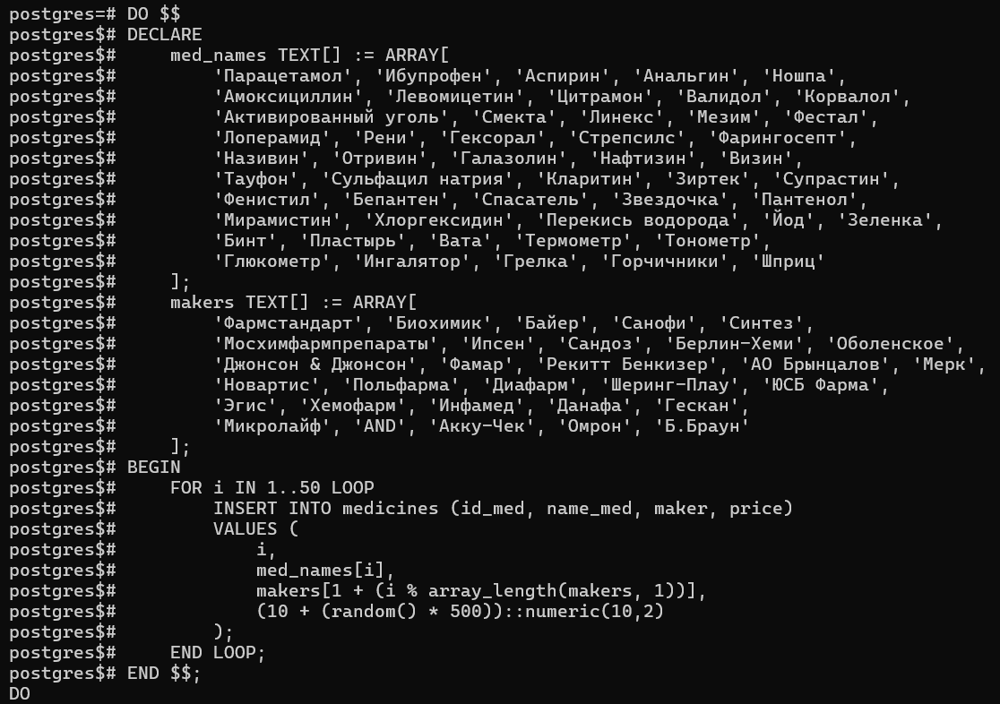 postgres=# DO $$
postgres$# DECLARE
postgres$#     med_names TEXT[] := ARRAY[
postgres$#         'Парацетамол', 'Ибупрофен', 'Аспирин', 'Анальгин', 'Ношпа',
postgres$#         'Амоксициллин', 'Левомицетин', 'Цитрамон', 'Валидол', 'Корвалол',
postgres$#         'Активированный уголь', 'Смекта', 'Линекс', 'Мезим', 'Фестал',
postgres$#         'Лоперамид', 'Рени', 'Гексорал', 'Стрепсилс', 'Фарингосепт',
postgres$#         'Називин', 'Отривин', 'Галазолин', 'Нафтизин', 'Визин',
postgres$#         'Тауфон', 'Сульфацил натрия', 'Кларитин', 'Зиртек', 'Супрастин',
postgres$#         'Фенистил', 'Бепантен', 'Спасатель', 'Звездочка', 'Пантенол',
postgres$#         'Мирамистин', 'Хлоргексидин', 'Перекись водорода', 'Йод', 'Зеленка',
postgres$#         'Бинт', 'Пластырь', 'Вата', 'Термометр', 'Тонометр',
postgres$#         'Глюкометр', 'Ингалятор', 'Грелка', 'Горчичники', 'Шприц'
postgres$#     ];
postgres$#     makers TEXT[] := ARRAY[
postgres$#         'Фармстандарт', 'Биохимик', 'Байер', 'Санофи', 'Синтез',
postgres$#         'Мосхимфармпрепараты', 'Ипсен', 'Сандоз', 'Берлин-Хеми', 'Оболенское',
postgres$#         'Джонсон & Джонсон', 'Фамар', 'Рекитт Бенкизер', 'АО Брынцалов', 'Мерк',
postgres$#         'Новартис', 'Польфарма', 'Диафарм', 'Шеринг-Плау', 'ЮСБ Фарма',
postgres$#         'Эгис', 'Хемофарм', 'Инфамед', 'Данафа', 'Гескан',
postgres$#         'Микролайф', 'AND', 'Акку-Чек', 'Омрон', 'Б.Браун'
postgres$#     ];
postgres$# BEGIN
postgres$#     FOR i IN 1..50 LOOP
postgres$#         INSERT INTO medicines (id_med, name_med, maker, price)
postgres$#         VALUES (
postgres$#             i,
postgres$#             med_names[i],
postgres$#             makers[1 + (i % array_length(makers, 1))],
postgres$#             (10 + (random() * 500))::numeric(10,2)
postgres$#         );
postgres$#     END LOOP;
postgres$# END $$;
DO